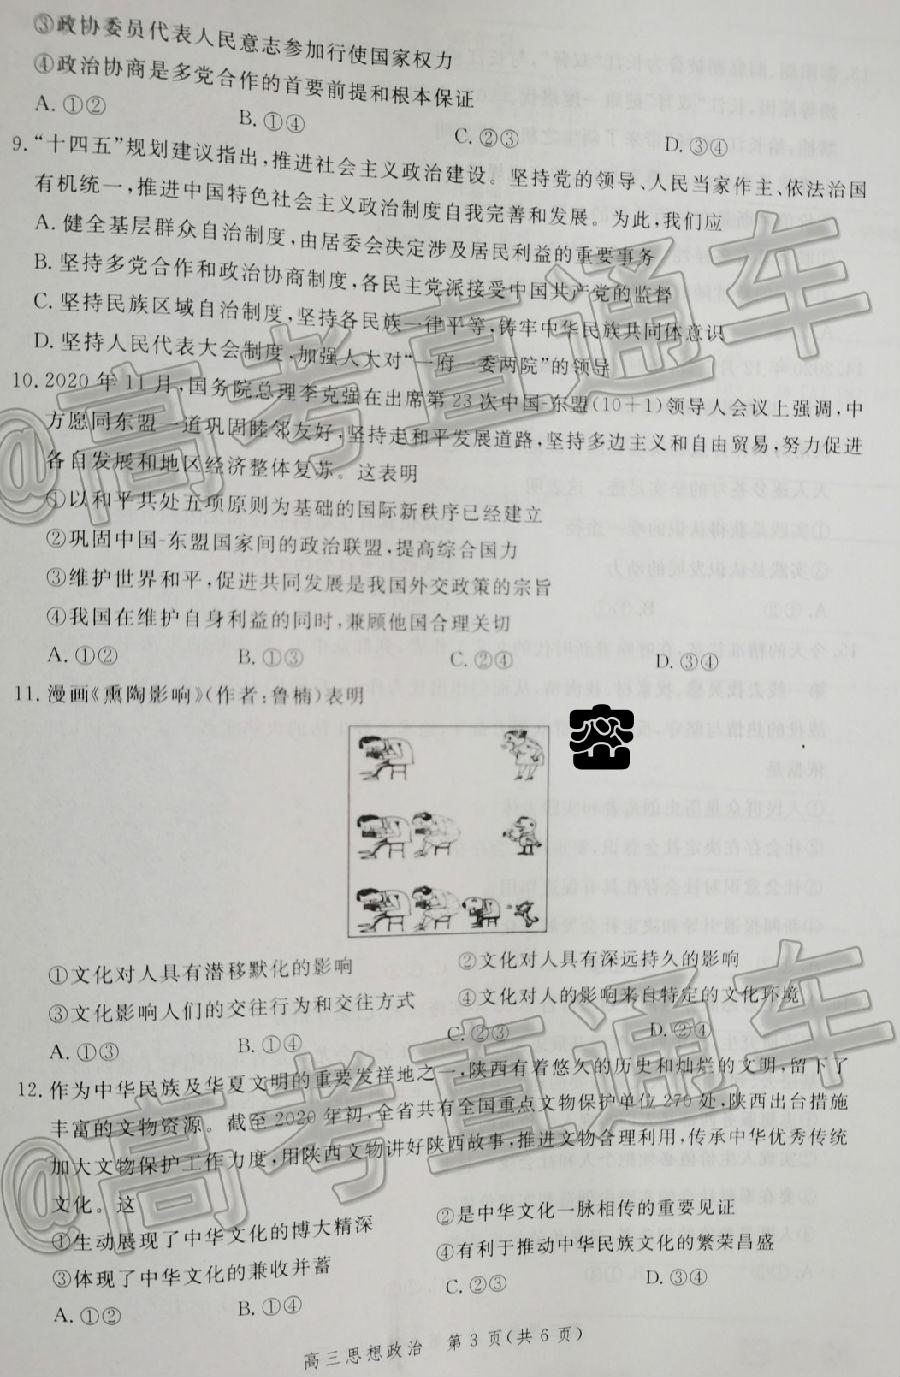 ③政协委员代表人民意志参加行使国家权力
④政治协商是多党合作的首要前提和根本保证
A. ①② B. ①④ C. ②③ D. ③④
9.“十四五”规划建议指出,推进社会主义政治建设。坚持党的领导、人民当家作主、依法治国
有机统一,推进中国特色社会主义政治制度自我完善和发展。为此,我们应
A. 健全基层群众自治制度,由居委会决定涉及居民利益的重要事务
B. 坚持多党合作和政治协商制度,各民主党派接受中国共产党的监督
C. 坚持民族区域自治制度,坚持各民族一律平等,铸牢中华民族共同体意识
D. 坚持人民代表大会制度,加强人大对“一府一委两院”的领导
10. 2020 年 11 月,国务院总理李克强在出席第 23 次中国-东盟(10+1)领导人会议上强调,中
方愿同东盟一道巩固睦邻友好,坚持走和平发展道路,坚持多边主义和自由贸易,努力促进
各自发展和地区经济整体复苏。这表明
①以和平共处五项原则为基础的国际新秩序已经建立
②巩固中国-东盟国家间的政治联盟,提高综合国力
③维护世界和平,促进共同发展是我国外交政策的宗旨
④我国在维护自身利益的同时,兼顾他国合理关切
A. ①② B. ①③ C. ②④ D. ③④
11. 漫画《熏陶影响》(作者:鲁楠)表明
密
①文化对人具有潜移默化的影响 ②文化对人具有深远持久的影响
③文化影响人们的交往行为和交往方式 ④文化对人的影响来自特定的文化环境
A. ①③ B. ①④ C. ②③ D. ②④
12. 作为中华民族及华夏文明的重要发祥地之一,陕西有着悠久的历史和灿烂的文明,留下了
丰富的文物资源。截至 2020 年初,全省共有全国重点文物保护单位 270 处,陕西出台措施
加大文物保护工作力度,用陕西文物讲好陕西故事,推进文物合理利用,传承中华优秀传统
文化。这
①生动展现了中华文化的博大精深 ②是中华文化一脉相传的重要见证
③体现了中华文化的兼收并蓄 ④有利于推动中华民族文化的繁荣昌盛
A. ①② B. ①④ C. ②③ D. ③④
高三思想政治 第 3 页(共 6 页)
@高考直通车
@高考直通车